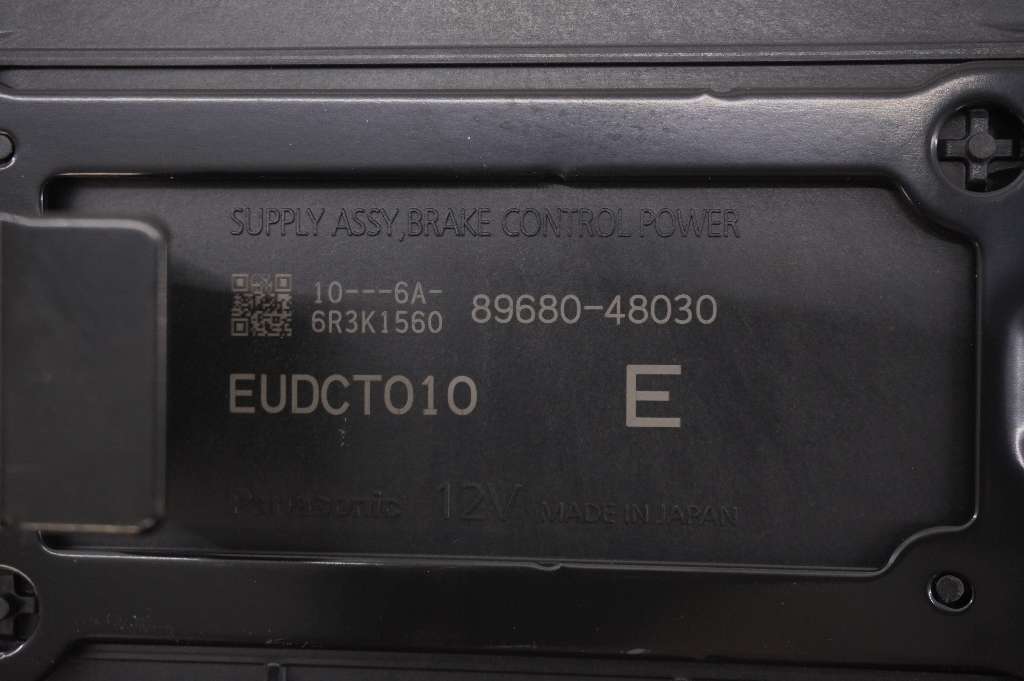 SUPPLY ASSY,BRAKE CONTROL POWER
10---6A-
6R3K1560
89680-48030
EUDCT010
E
Panasonic 12V MADE IN JAPAN